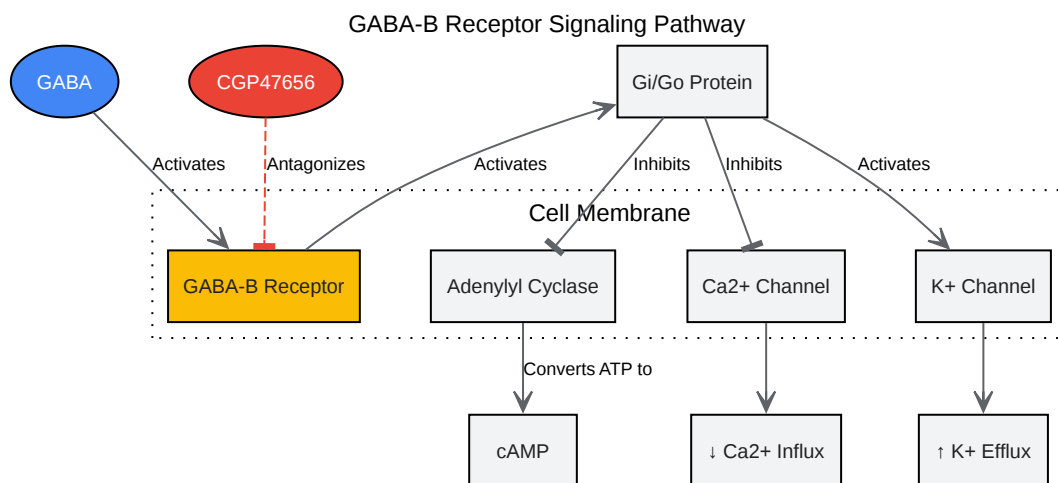 GABA-B Receptor Signaling Pathway
GABA
CGP47656
Gi/Go Protein
Activates
Antagonizes
Activates
Inhibits
Inhibits
Activates
Cell Membrane
GABA-B Receptor
Adenylyl Cyclase
Ca2+ Channel
K+ Channel
Converts ATP to
cAMP
↓ Ca2+ Influx
↑ K+ Efflux